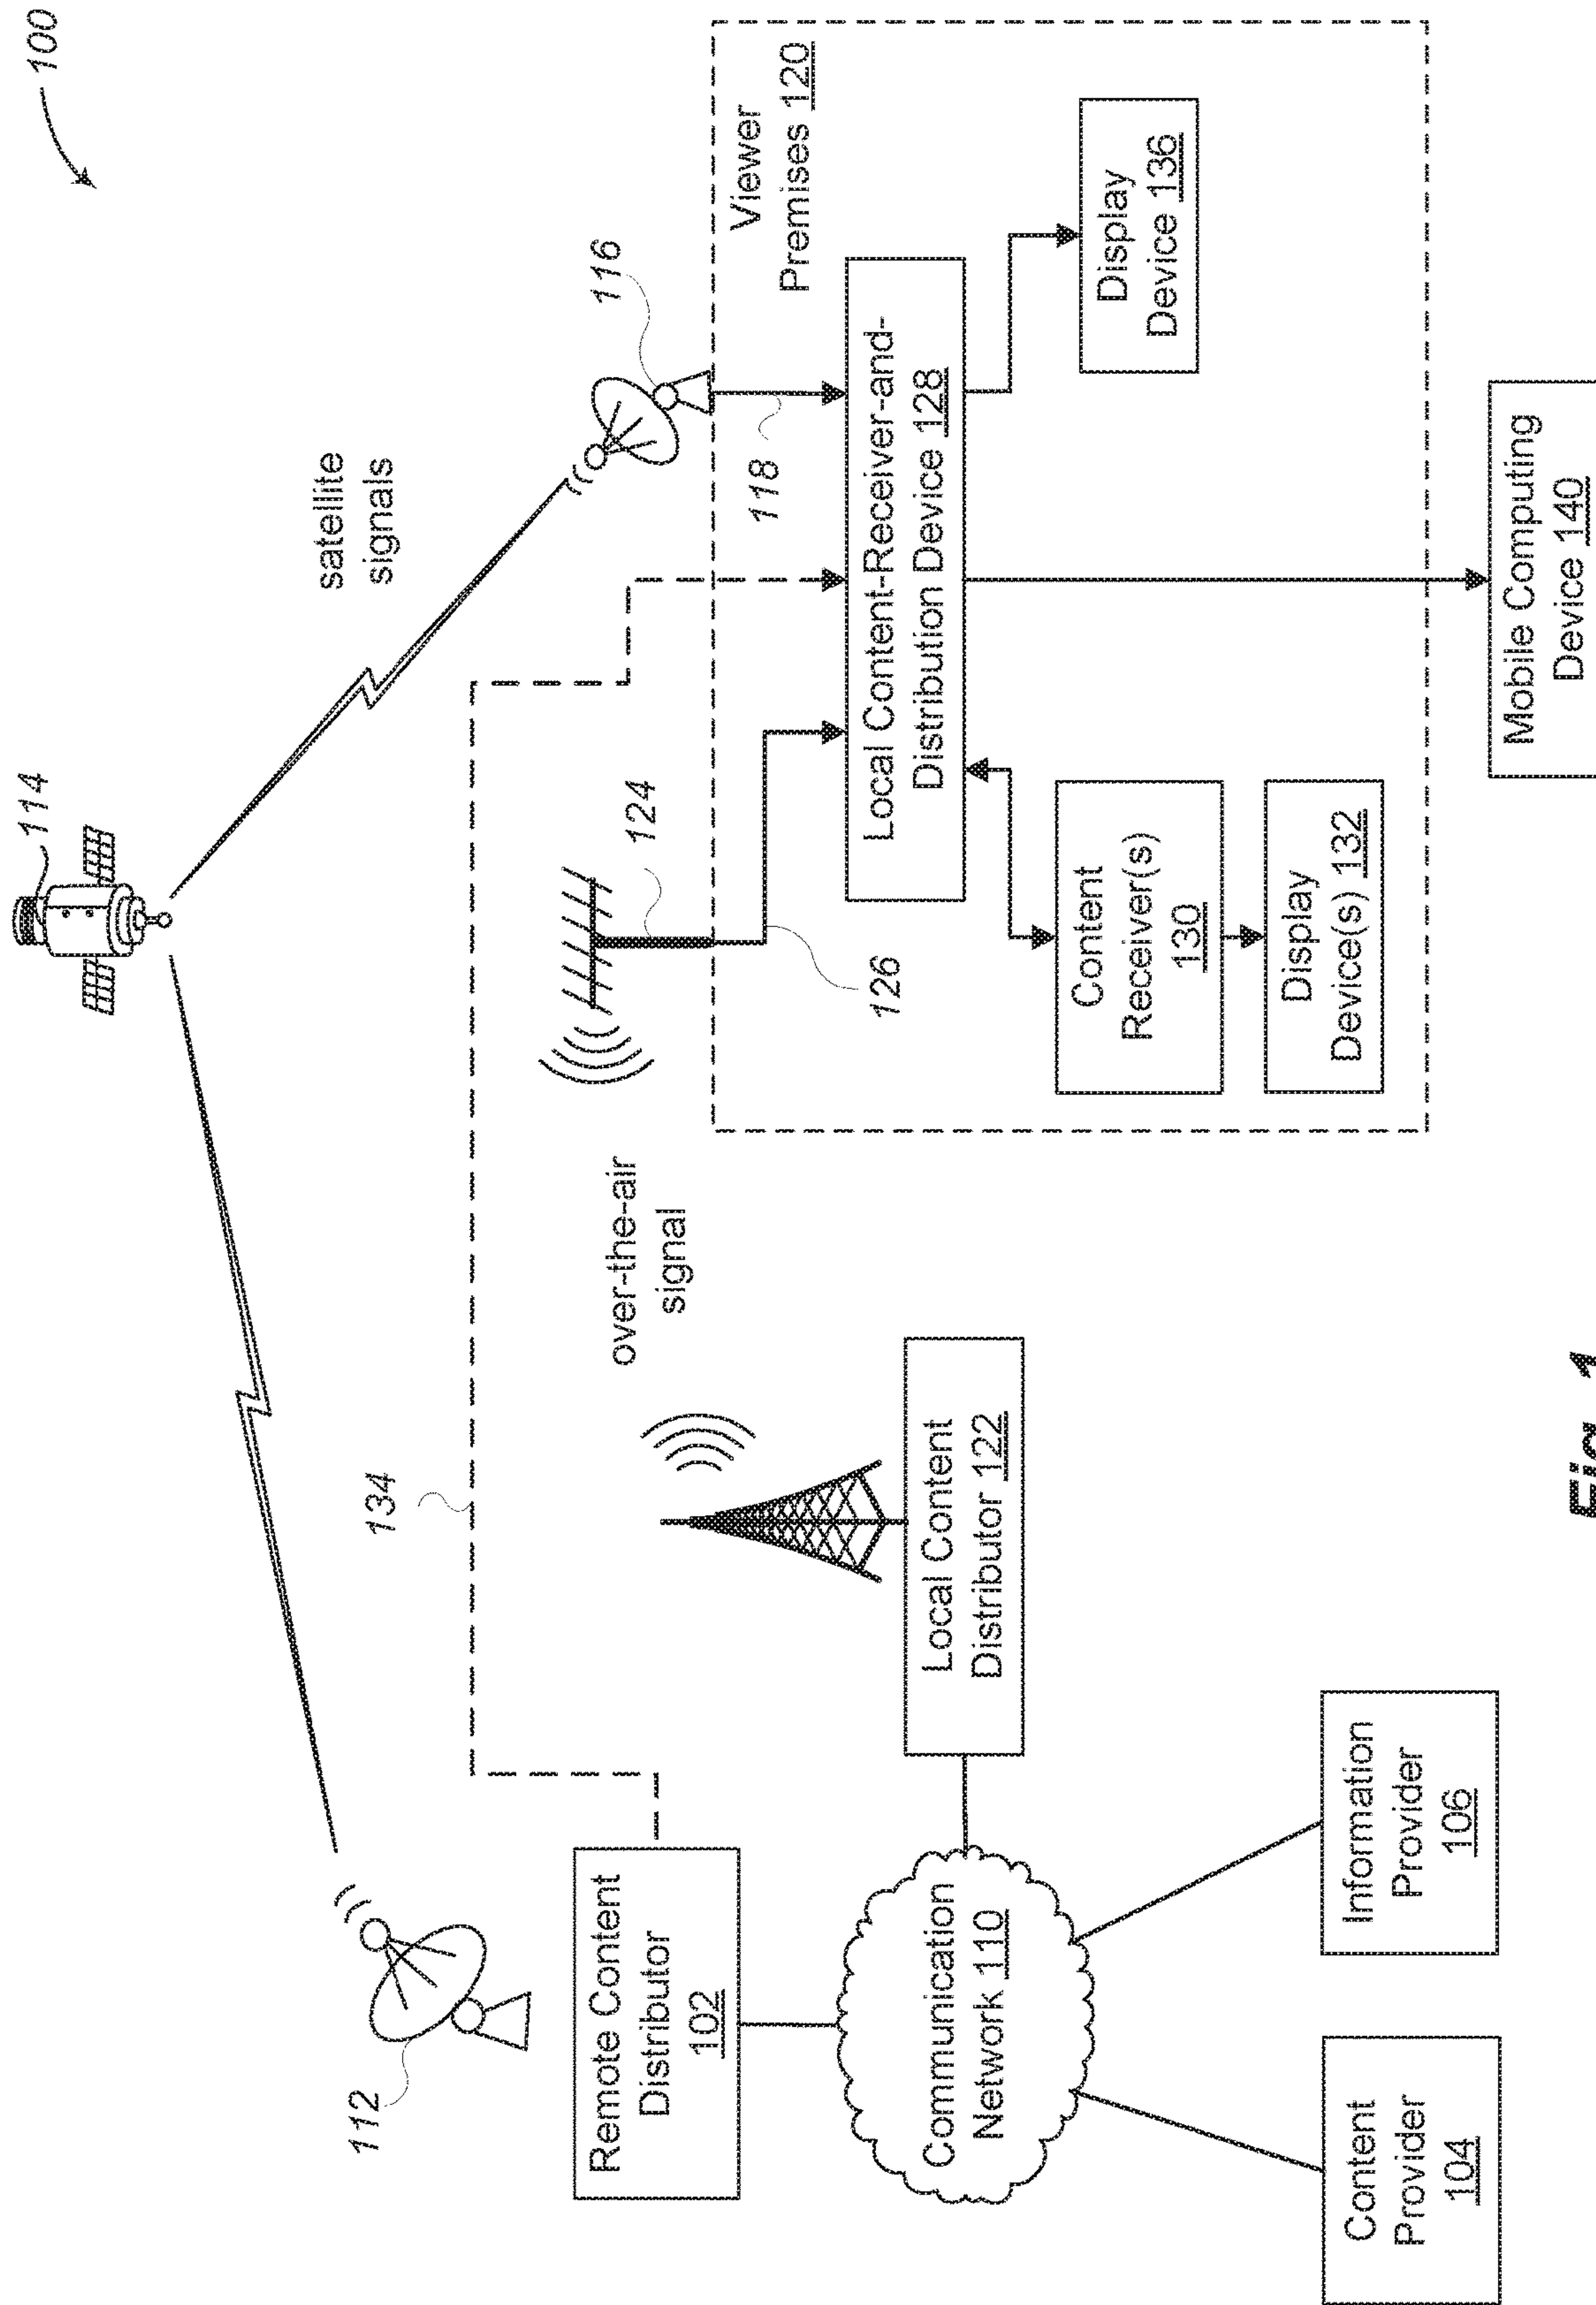 100
114
satellite
signals
116
112
134
Remote Content
Distributor
102
over-the-air
signal
124
118
126
Viewer
Premises 120
Communication
Network 110
Local Content
Distributor 122
Local Content-Receiver-and-
Distribution Device 128
Content
Receiver(s)
130
Display
Device 136
Display
Device(s) 132
Content
Provider
104
Information
Provider
106
Mobile Computing
Device 140
Fig. 1